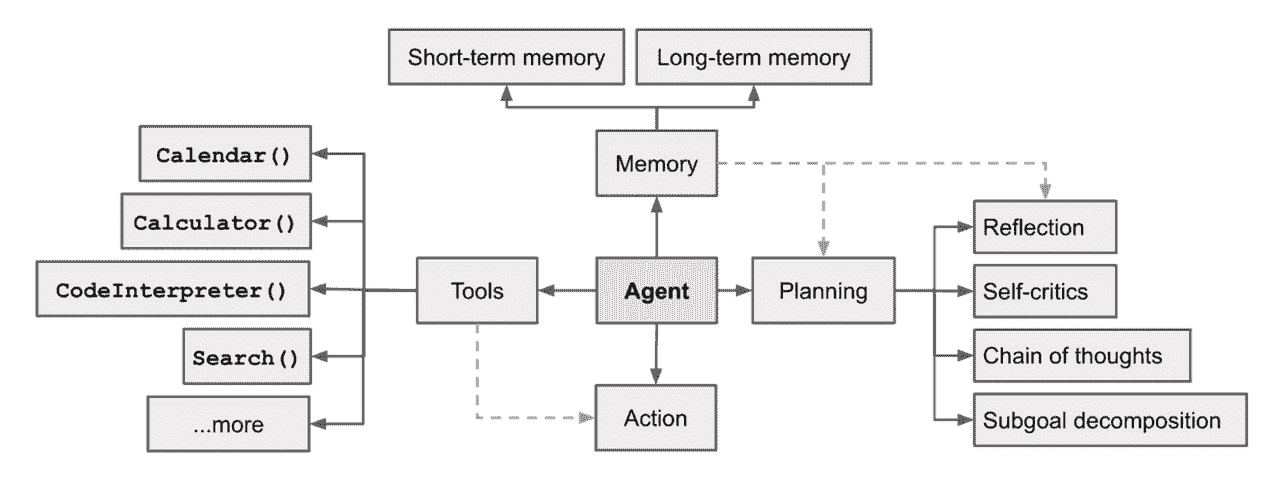 Short-term memory
Long-term memory
Calendar()
Memory
Calculator()
Reflection
CodeInterpreter()
Tools
Agent
Planning
Self-critics
Search()
Chain of thoughts
...more
Action
Subgoal decomposition